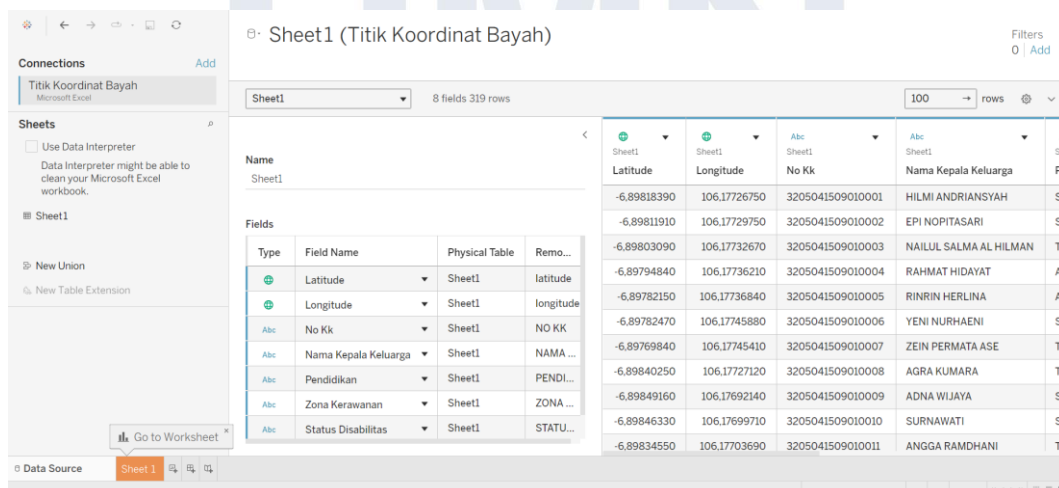 Sheet1 (Titik Koordinat Bayah)
Filters
0 Add
Connections Add
Titik Koordinat Bayah
Microsoft Excel
Sheet1 8 fields 319 rows 100 → rows
Sheets
Use Data Interpreter
Data Interpreter might be able to
clean your Microsoft Excel
workbook.
Sheet1
New Union
New Table Extension
Name
Sheet1
Fields
Type Field Name Physical Table Remo...
Latitude Sheet1 latitude
Longitude Sheet1 longitude
Abc No Kk Sheet1 NO KK
Abc Nama Kepala Keluarga Sheet1 NAMA ...
Abc Pendidikan Sheet1 PENDI...
Abc Zona Kerawanan Sheet1 ZONA ...
Abc Status Disabilitas Sheet1 STATU...
Abc Abc
Sheet1 Sheet1 Sheet1 Sheet1
Latitude Longitude No Kk Nama Kepala Keluarga
-6,89818390 106,17726750 3205041509010001 HILMI ANDRIANSYAH
-6,89811910 106,17729750 3205041509010002 EPI NOPITASARI
-6,89803090 106,17732670 3205041509010003 NAILUL SALMA AL HILMAN
-6,89794840 106,17736210 3205041509010004 RAHMAT HIDAYAT
-6,89782150 106,17736840 3205041509010005 RINRIN HERLINA
-6,89782470 106,17745880 3205041509010006 YENI NURHAENI
-6,89769840 106,17745410 3205041509010007 ZEIN PERMATA ASE
-6,89840250 106,17727120 3205041509010008 AGRA KUMARA
-6,89849160 106,17692140 3205041509010009 ADNA WIJAYA
-6,89846330 106,17699710 3205041509010010 SURNAWATI
-6,89834550 106,17703690 3205041509010011 ANGGA RAMDHANI
Go to Worksheet
Data Source Sheet 1